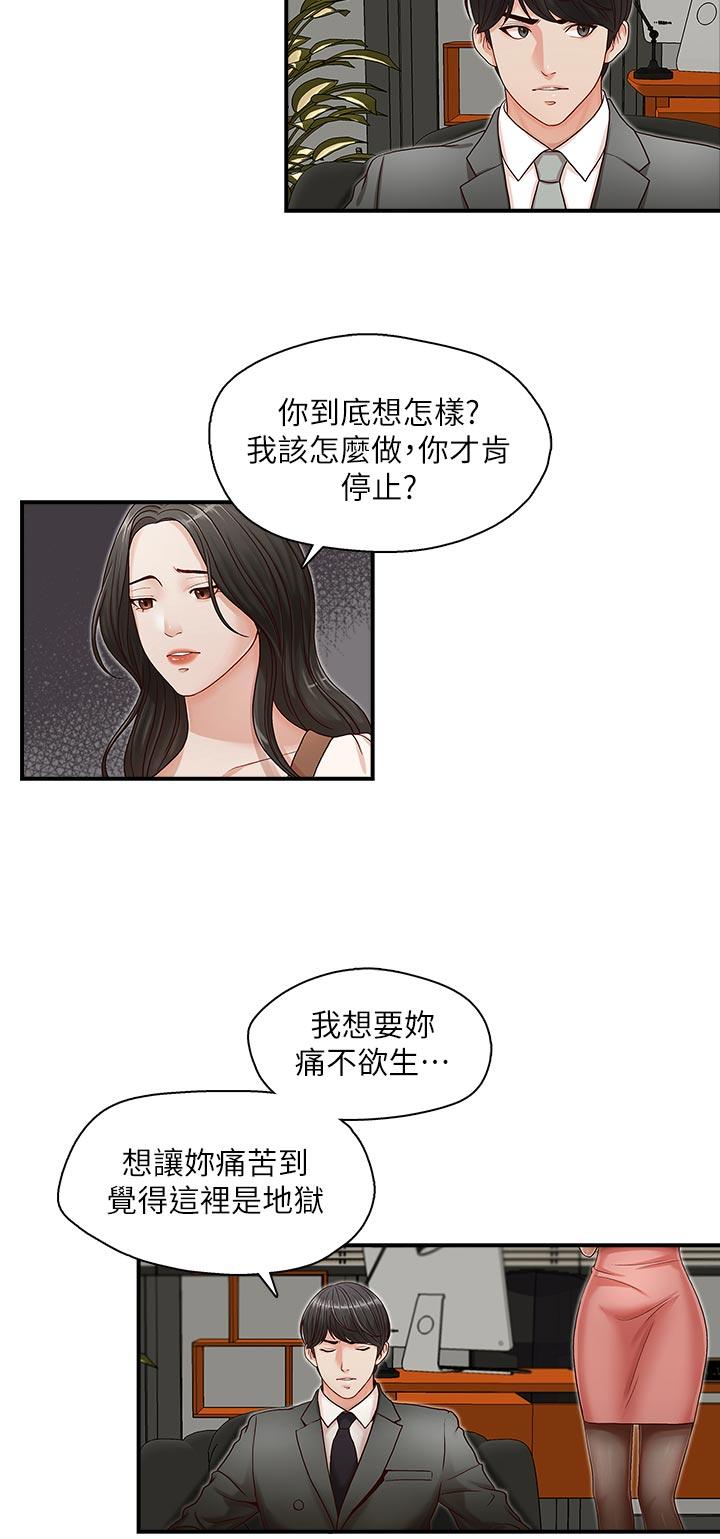 你到底想怎樣?
我該怎麼做,你才肯
停止?
我想要妳
痛不欲生⋯
想讓妳痛苦到
覺得這裡是地獄